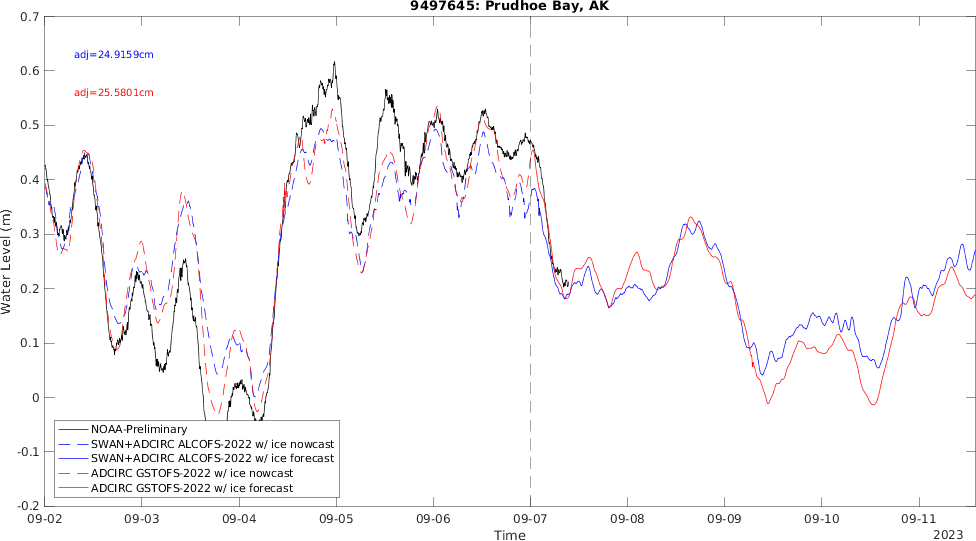 9497645: Prudhoe Bay, AK
adj=24.9159cm
adj=25.5801cm
Water Level (m)
0.7
0.6
0.5
0.4
0.3
0.2
0.1
0
-0.1
-0.2
NOAA-Preliminary
SWAN+ADCIRC ALCOFS-2022 w/ ice nowcast
SWAN+ADCIRC ALCOFS-2022 w/ ice forecast
ADCIRC GSTOFS-2022 w/ ice nowcast
ADCIRC GSTOFS-2022 w/ ice forecast
09-02 09-03 09-04 09-05 09-06 09-07 09-08 09-09 09-10 09-11
Time
2023